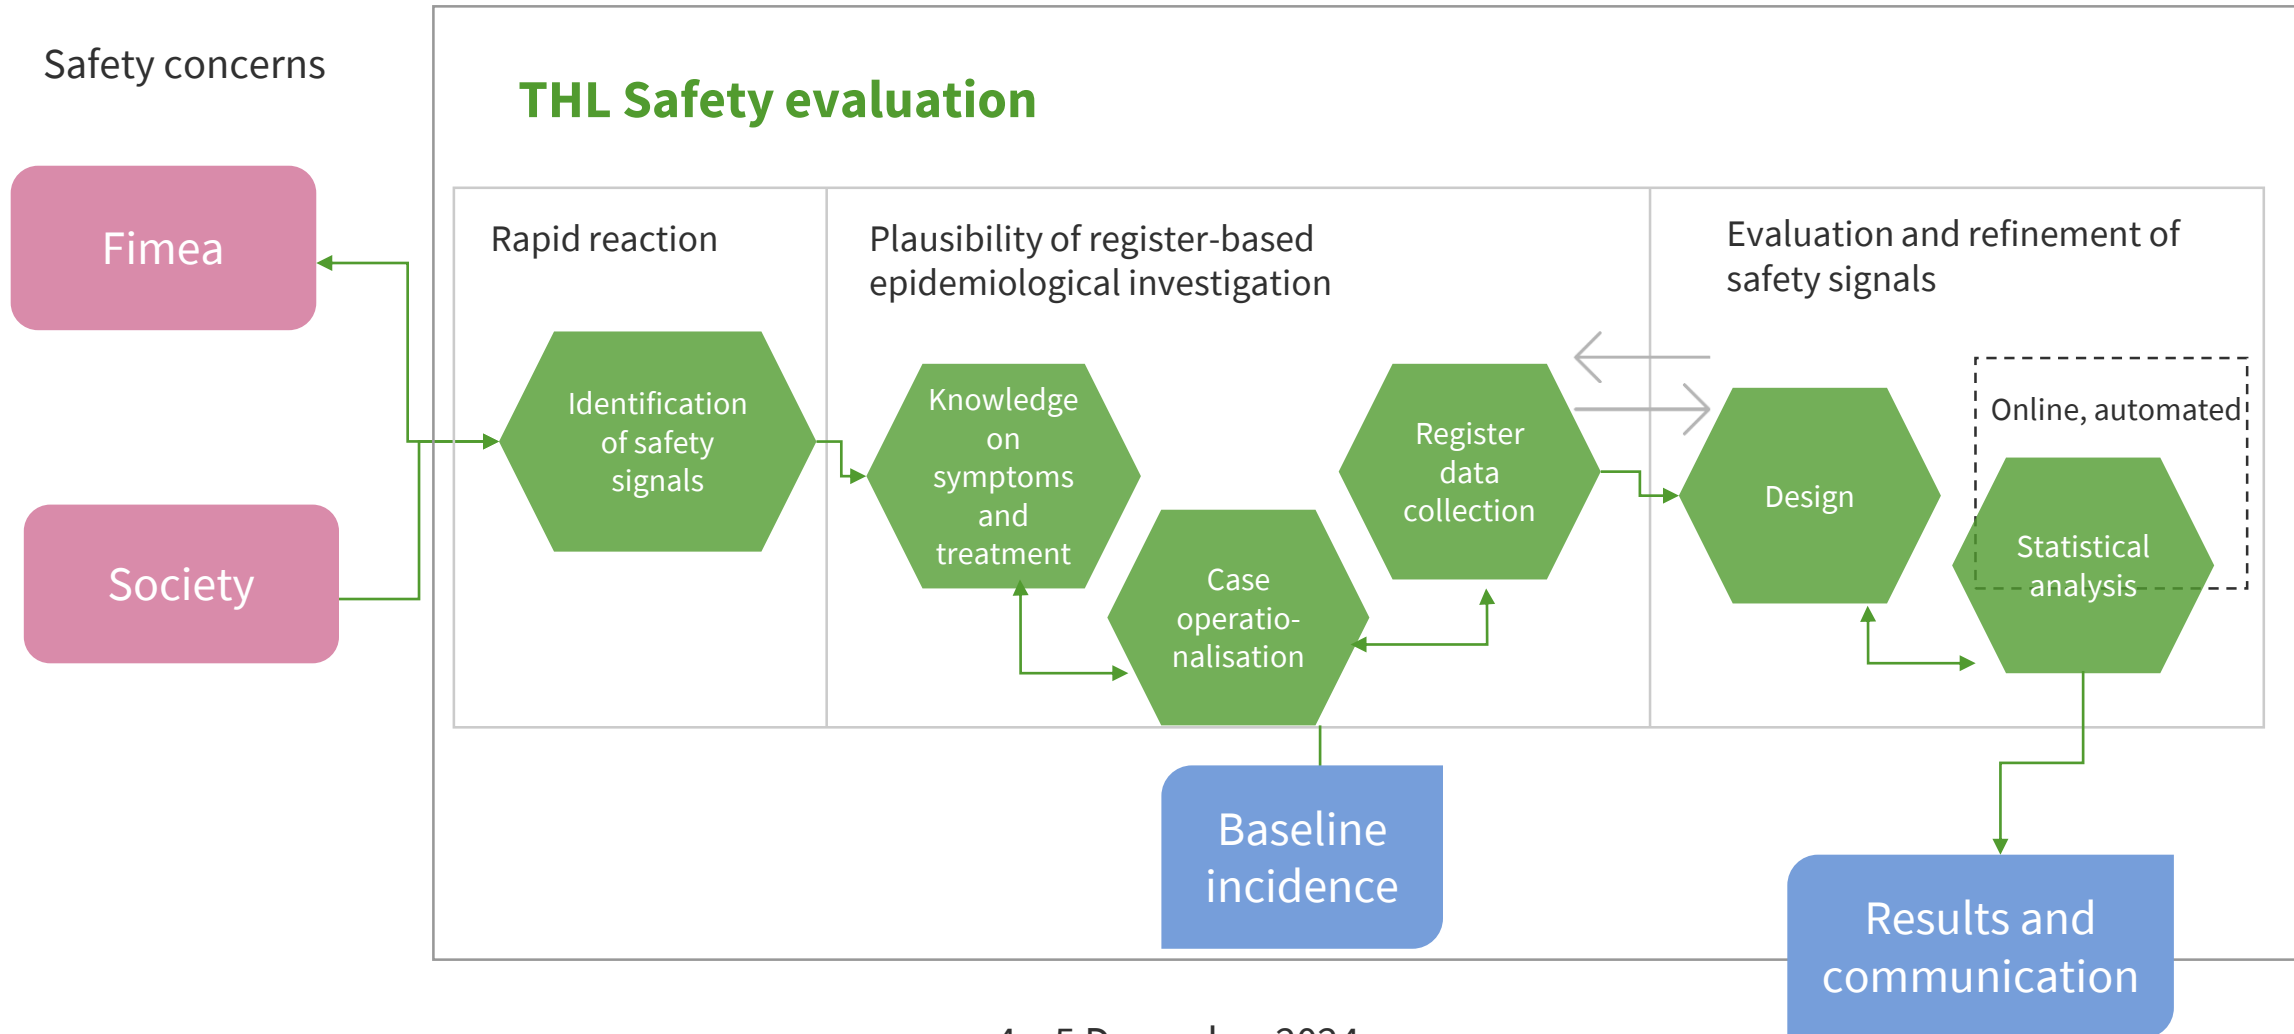 Safety concerns
THL Safety evaluation
Fimea
Society
Rapid reaction
Identification
of safety
signals
Plausibility of register-based
epidemiological investigation
Knowledge
on
symptoms
and
treatment
Case
operatio-
nalisation
Register
data
collection
Evaluation and refinement of
safety signals
Design
Online, automated
Statistical
analysis
Baseline
incidence
Results and
communication